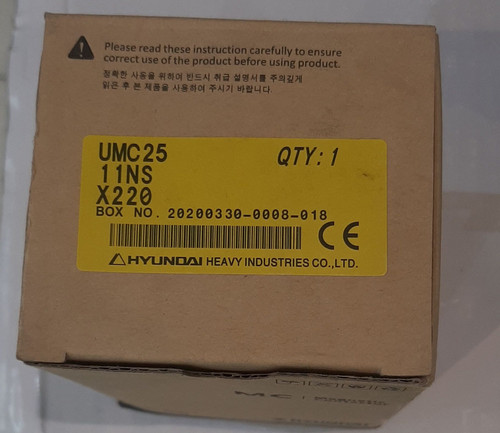 Please read these instruction carefully to ensure
correct use of the product before using product.
정확한 사용을 위하여 반드시 취급 설명서를 주의깊게
읽은 후 본 제품을 사용하여 주시기 바랍니다.
UMC25 QTY:1
11NS
X220
BOX NO. 20200330-0008-018
CE
HYUNDAI HEAVY INDUSTRIES CO.,LTD.
MC